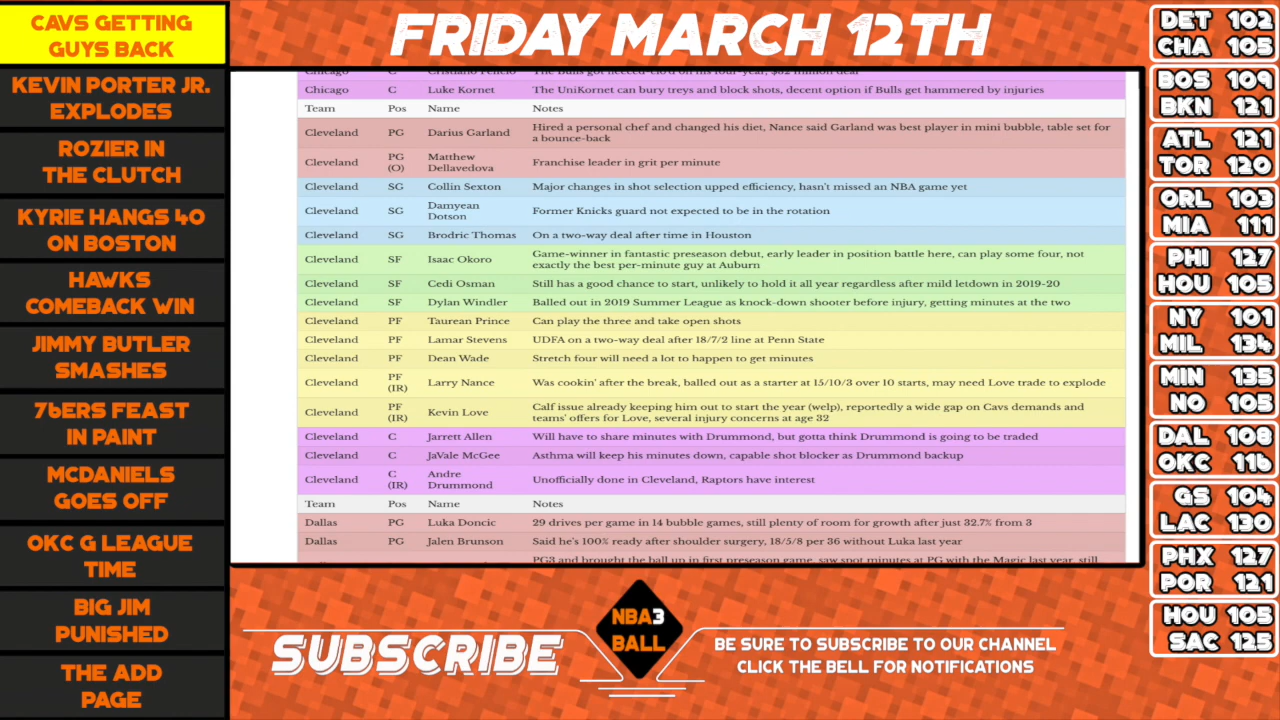 CAVS GETTING
GUYS BACK
KEVIN PORTER JR.
EXPLODES
ROZIER IN
THE CLUTCH
KYRIE HANGS 40
ON BOSTON
HAWKS
COMEBACK WIN
JIMMY BUTLER
SMASHES
76ERS FEAST
IN PAINT
MCDANIELS
GOES OFF
OKC G LEAGUE
TIME
BIG JIM
PUNISHED
THE ADD
PAGE
FRIDAY MARCH 12TH
Chicago C Luke Kornet The UniKornet can bury treys and block shots, decent option if Bulls get hammered by injuries
Team Pos Name Notes
Cleveland PG Darius Garland Hired a personal chef and changed his diet, Nance said Garland was best player in mini bubble, table set for
a bounce-back
Cleveland PG (O) Matthew Dellavedova Franchise leader in grit per minute
Cleveland SG Collin Sexton Major changes in shot selection upped efficiency, hasn't missed an NBA game yet
Cleveland SG Damyean Dotson Former Knicks guard not expected to be in the rotation
Cleveland SG Brodric Thomas On a two-way deal after time in Houston
Cleveland SF Isaac Okoro Game-winner in fantastic preseason debut, early leader in position battle here, can play some four, not
exactly the best per-minute guy at Auburn
Cleveland SF Cedi Osman Still has a good chance to start, unlikely to hold it all year regardless after mild letdown in 2019-20
Cleveland SF Dylan Windler Balled out in 2019 Summer League as knock-down shooter before injury, getting minutes at the two
Cleveland PF Taurean Prince Can play the three and take open shots
Cleveland PF Lamar Stevens UDFA on a two-way deal after 18/7/2 line at Penn State
Cleveland PF Dean Wade Stretch four will need a lot to happen to get minutes
Cleveland PF (IR) Larry Nance Was cookin' after the break, balled out as a starter at 15/10/3 over 10 starts, may need Love trade to explode
Cleveland PF (IR) Kevin Love Calf issue already keeping him out to start the year (welp), reportedly a wide gap on Cavs demands and
teams' offers for Love, several injury concerns at age 32
Cleveland C Jarrett Allen Will have to share minutes with Drummond, but gotta think Drummond is going to be traded
Cleveland C JaVale McGee Asthma will keep his minutes down, capable shot blocker as Drummond backup
Cleveland C (IR) Andre Drummond Unofficially done in Cleveland, Raptors have interest
Team Pos Name Notes
Dallas PG Luka Doncic 29 drives per game in 14 bubble games, still plenty of room for growth after just 32.7% from 3
Dallas PG Jalen Brunson Said he's 100% ready after shoulder surgery, 18/5/8 per 36 without Luka last year
PG3 and brought the ball up in first preseason game, saw spot minutes at PG with the Magic last year, still
SUBSCRIBE
NBA3
BALL
BE SURE TO SUBSCRIBE TO OUR CHANNEL
CLICK THE BELL FOR NOTIFICATIONS
DET 102
CHA 105
BOS 109
BKN 121
ATL 121
TOR 120
ORL 103
MIA 111
PHI 127
HOU 105
NY 101
MIL 134
MIN 135
NO 105
DAL 108
OKC 116
GS 104
LAC 130
PHX 127
POR 121
HOU 105
SAC 125